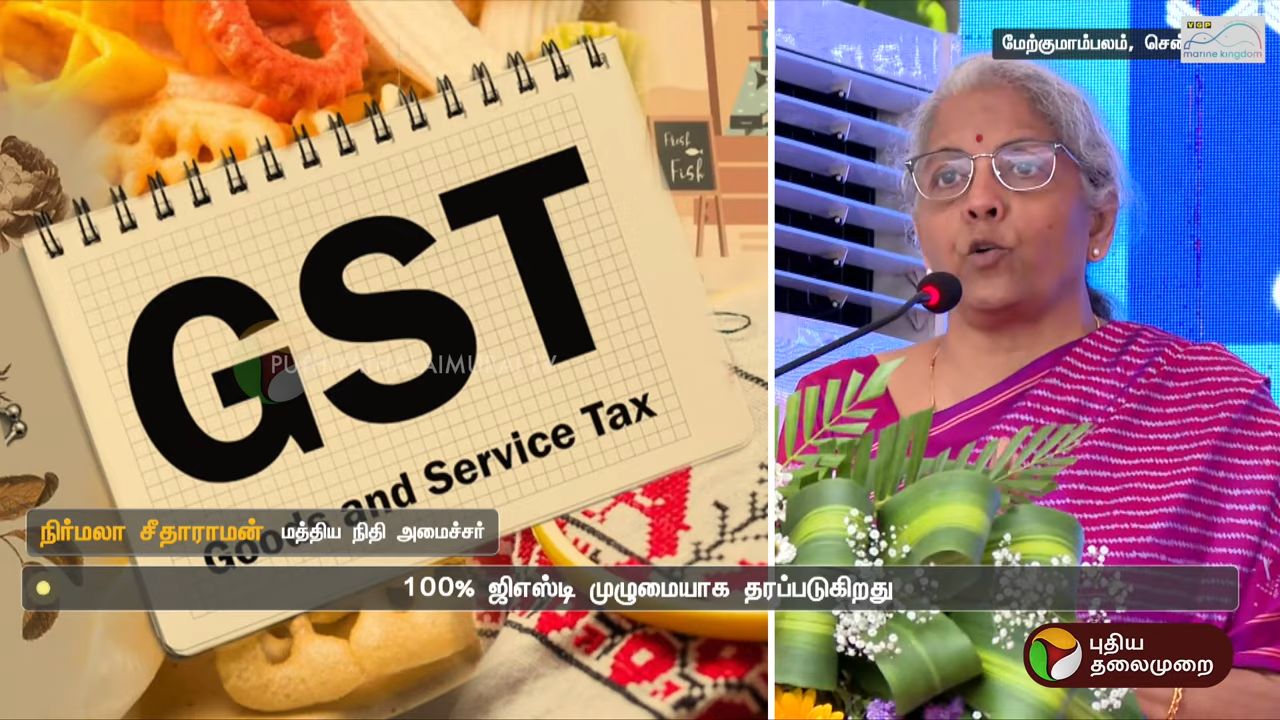 மேற்குமாம்பலம்,
VGP
marine kingdom
Fresh
Fish
GST
Goods and Service Tax
நிர்மலா சீதாராமன் மத்திய நிதி அமைச்சர்
100% ஜிஎஸ்டி முழுமையாக தரப்படுகிறது
புதிய
தலைமுறை